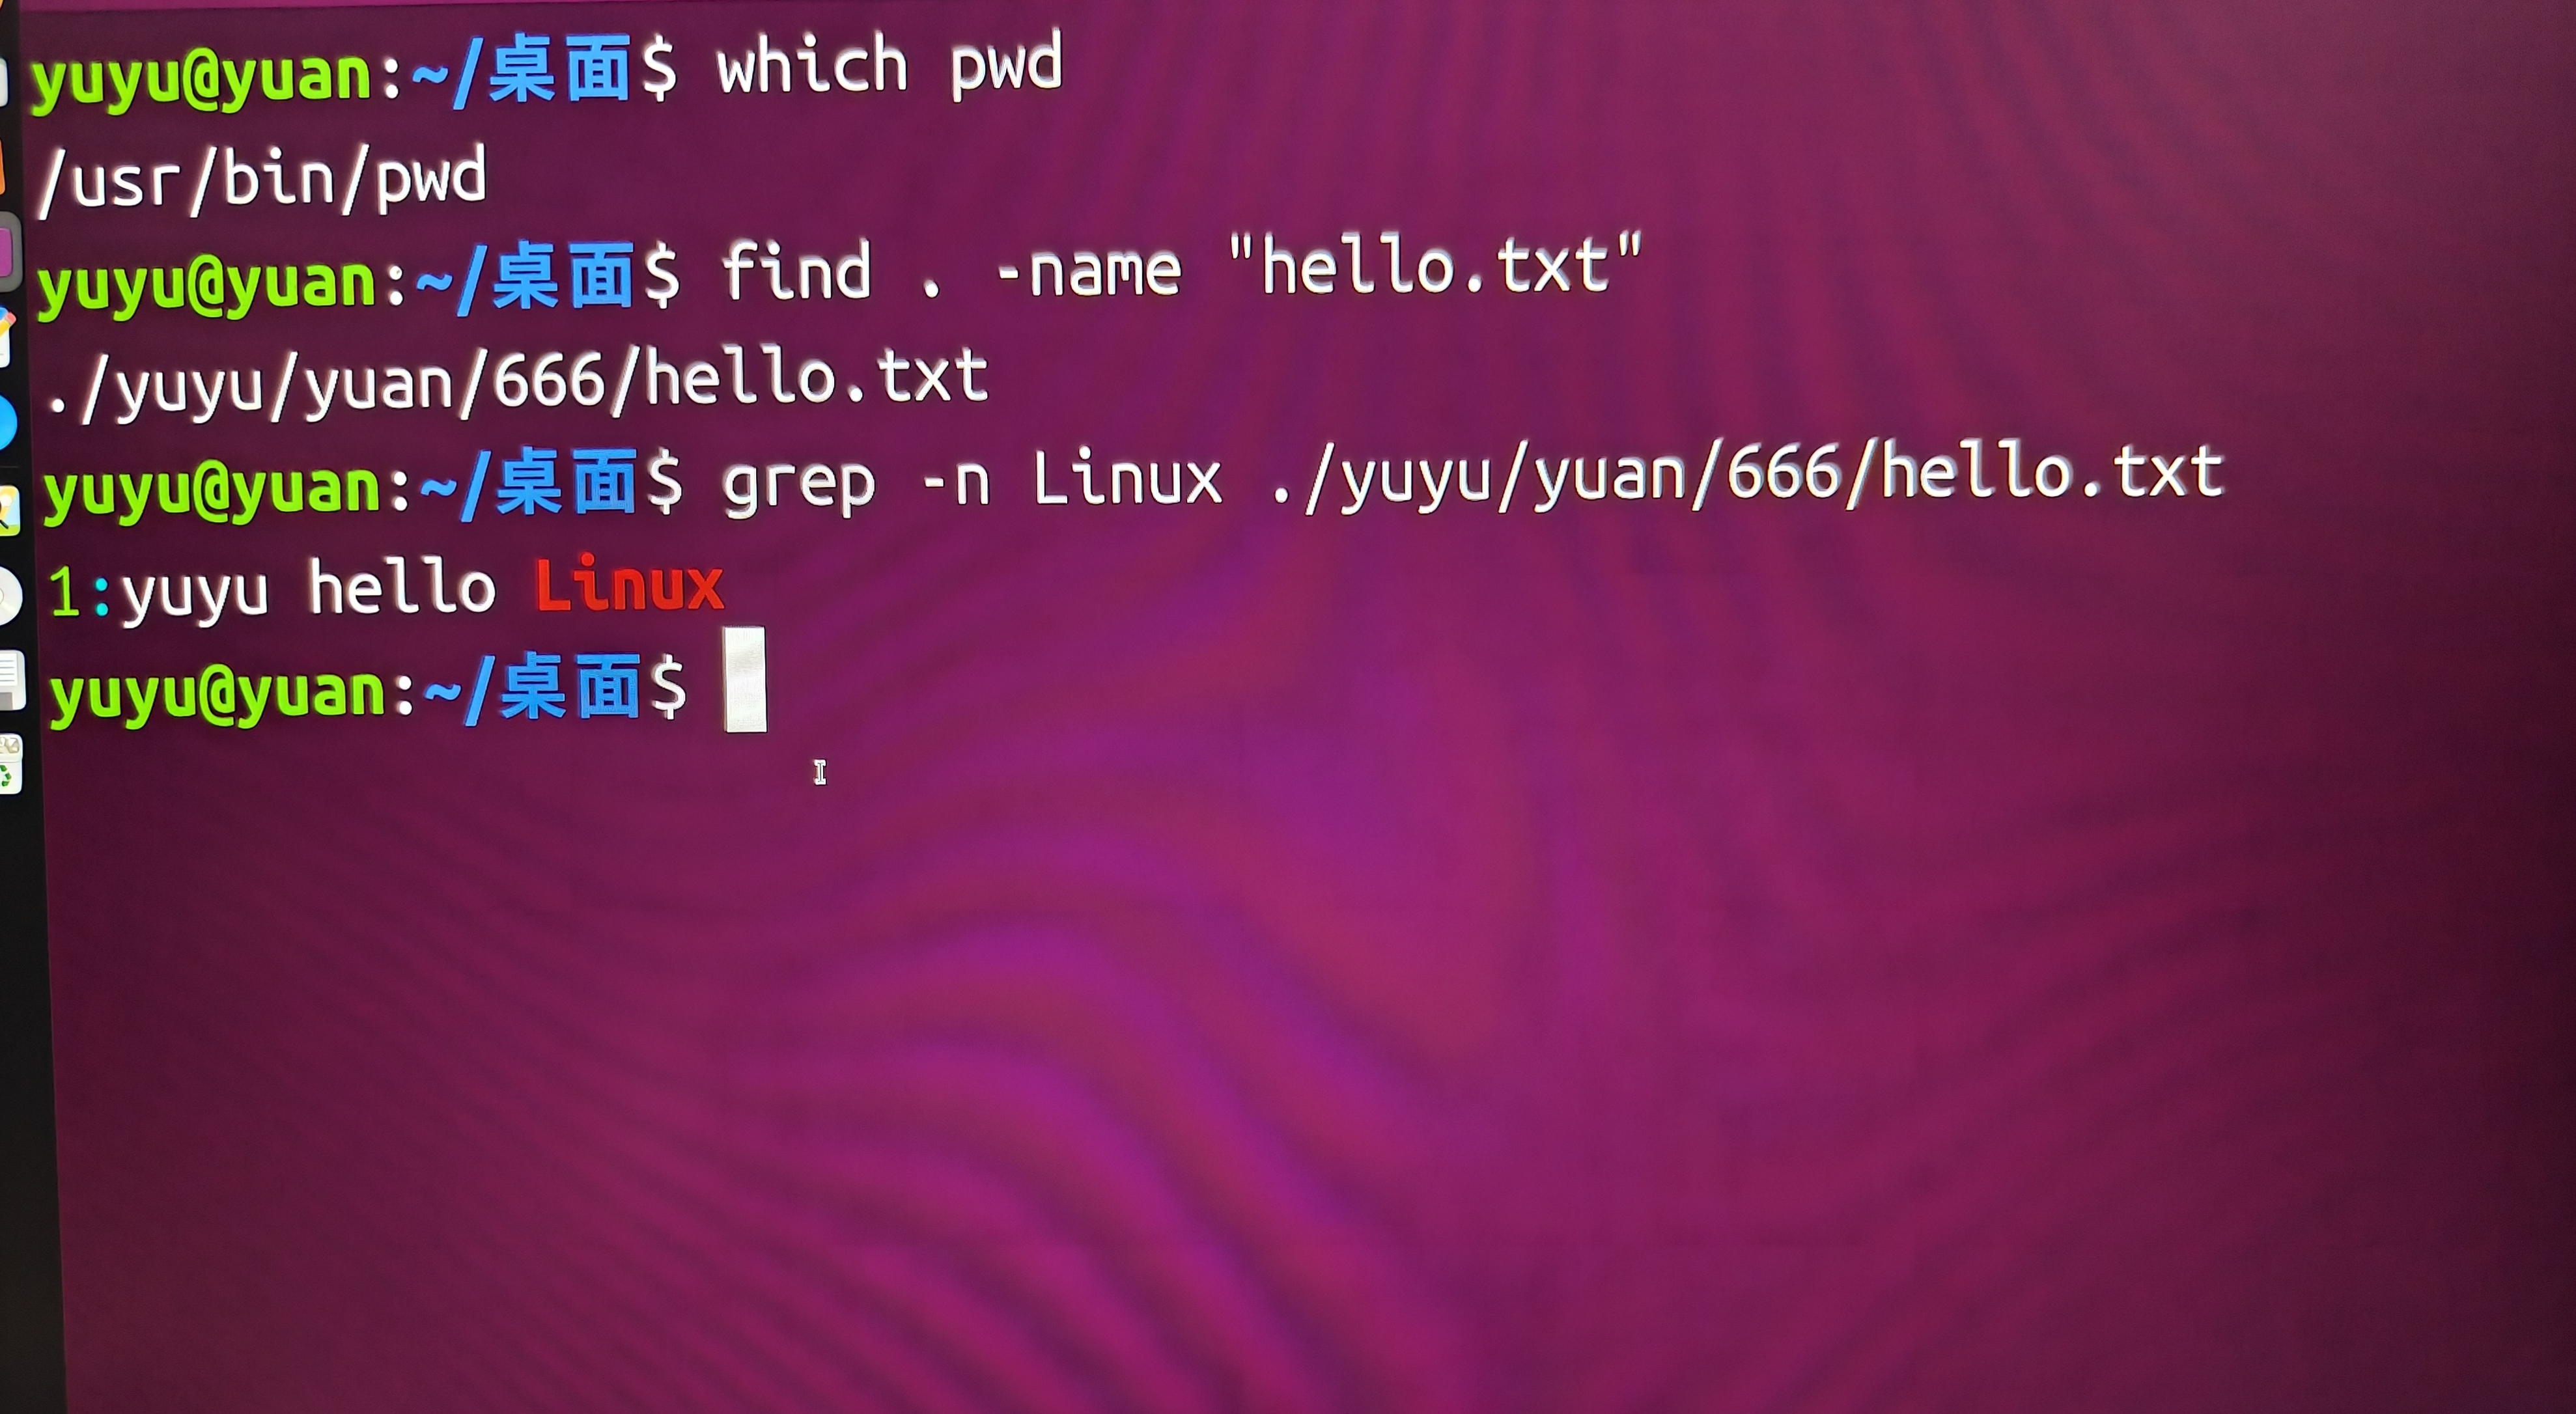 yuyu@yuan:~/桌面$ which pwd
/usr/bin/pwd
yuyu@yuan:~/桌面$ find . -name "hello.txt"
./yuyu/yuan/666/hello.txt
yuyu@yuan:~/桌面$ grep -n Linux ./yuyu/yuan/666/hello.txt
1:yuyu hello Linux
yuyu@yuan:~/桌面$